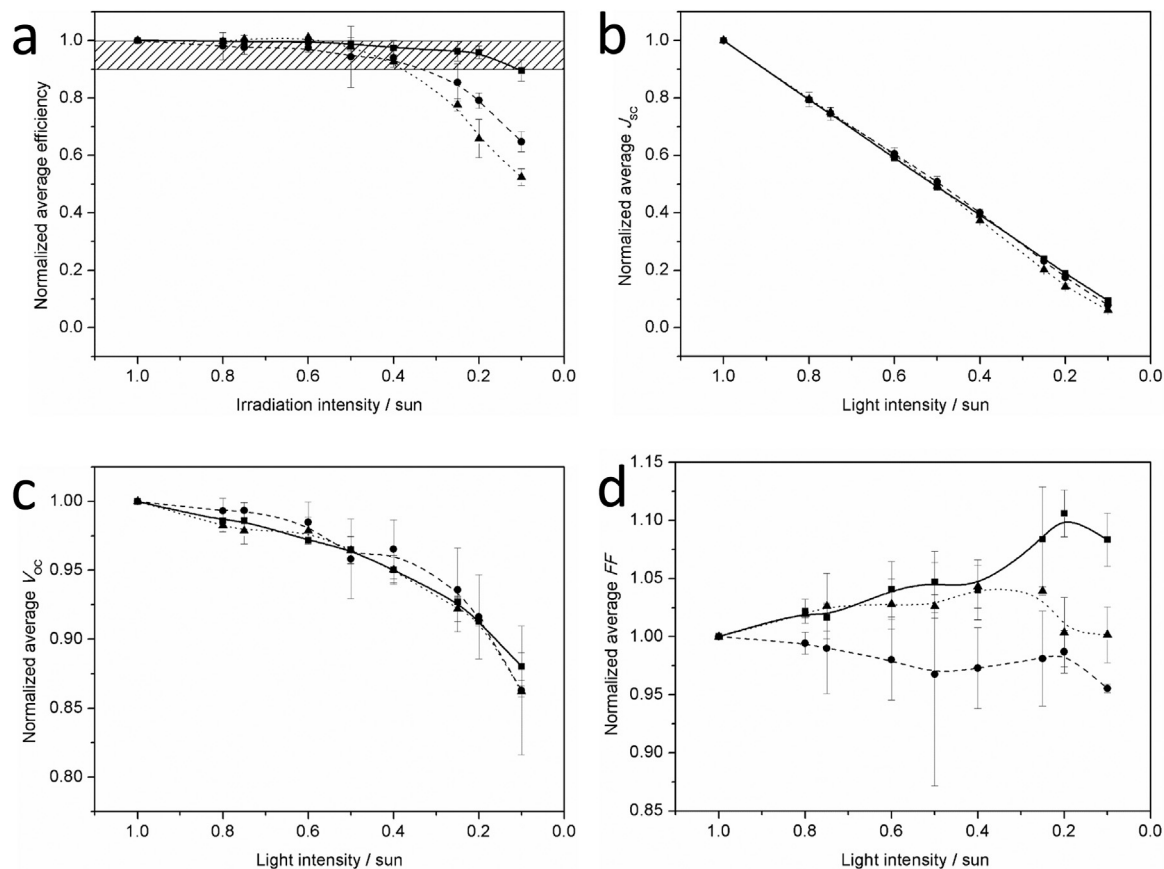 a
Normalized average efficiency
1.0
0.8
0.6
0.4
0.2
0.0
1.0 0.8 0.6 0.4 0.2 0.0
Irradiation intensity / sun
b
Normalized average Jsc
1.0
0.8
0.6
0.4
0.2
0.0
1.0 0.8 0.6 0.4 0.2 0.0
Light intensity / sun
c
Normalized average Voc
1.00
0.95
0.90
0.85
0.80
1.0 0.8 0.6 0.4 0.2 0.0
Light intensity / sun
d
Normalized average FF
1.15
1.10
1.05
1.00
0.95
0.90
0.85
1.0 0.8 0.6 0.4 0.2 0.0
Light intensity / sun